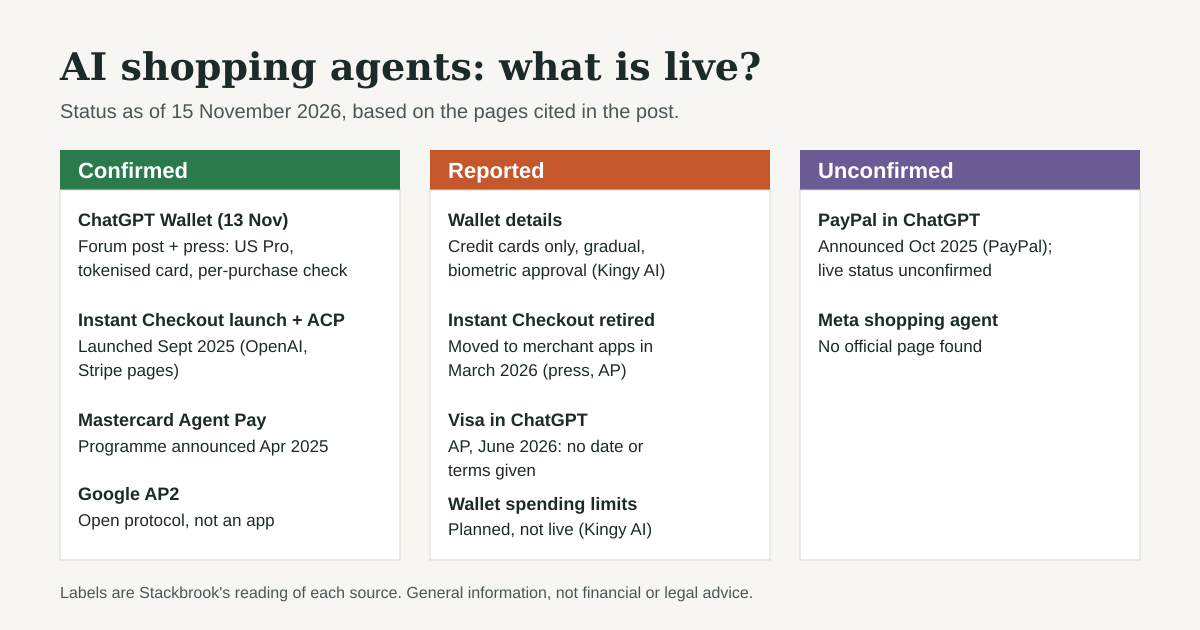 AI shopping agents: what is live?
Status as of 15 November 2026, based on the pages cited in the post.
Confirmed
ChatGPT Wallet (13 Nov)
Forum post + press: US Pro,
tokenised card, per-purchase check
Instant Checkout launch + ACP
Launched Sept 2025 (OpenAI,
Stripe pages)
Mastercard Agent Pay
Programme announced Apr 2025
Google AP2
Open protocol, not an app
Reported
Wallet details
Credit cards only, gradual,
biometric approval (Kingy AI)
Instant Checkout retired
Moved to merchant apps in
March 2026 (press, AP)
Visa in ChatGPT
AP, June 2026: no date or
terms given
Wallet spending limits
Planned, not live (Kingy AI)
Unconfirmed
PayPal in ChatGPT
Announced Oct 2025 (PayPal);
live status unconfirmed
Meta shopping agent
No official page found
Labels are Stackbrook's reading of each source. General information, not financial or legal advice.